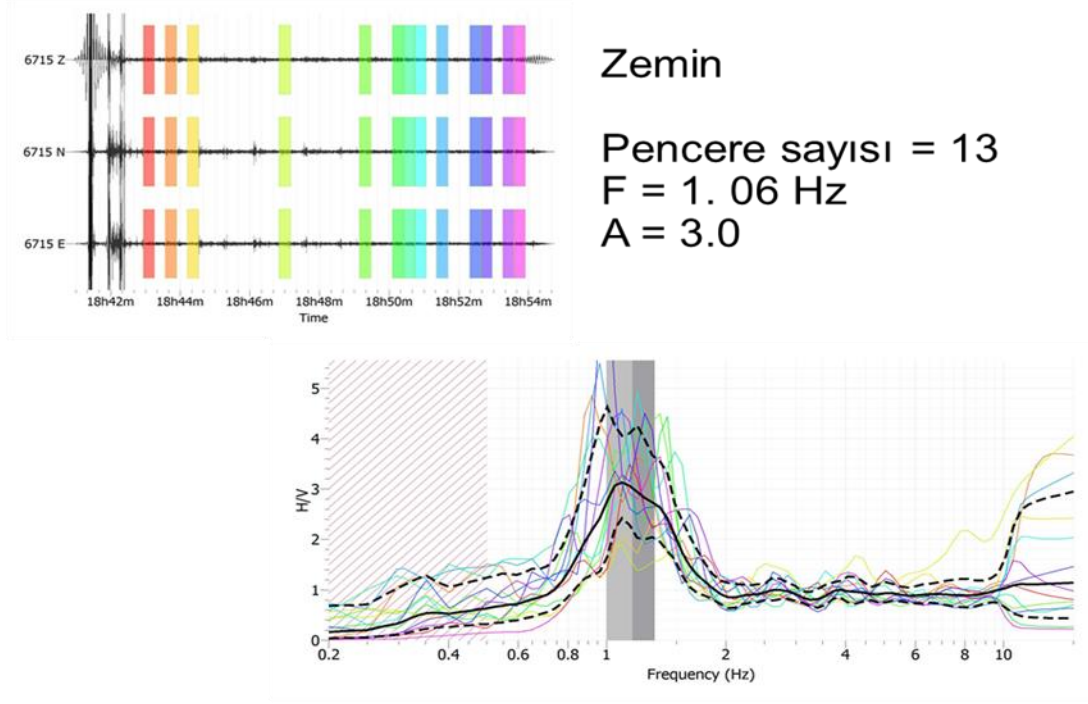 6715 Z
6715 N
6715 E
18h42m 18h44m 18h46m 18h48m 18h50m 18h52m 18h54m
Time
Zemin
Pencere sayısı = 13
F = 1. 06 Hz
A = 3.0
H/V
5
4
3
2
1
0
0.2 0.4 0.6 0.8 1 2 4 6 8 10
Frequency (Hz)